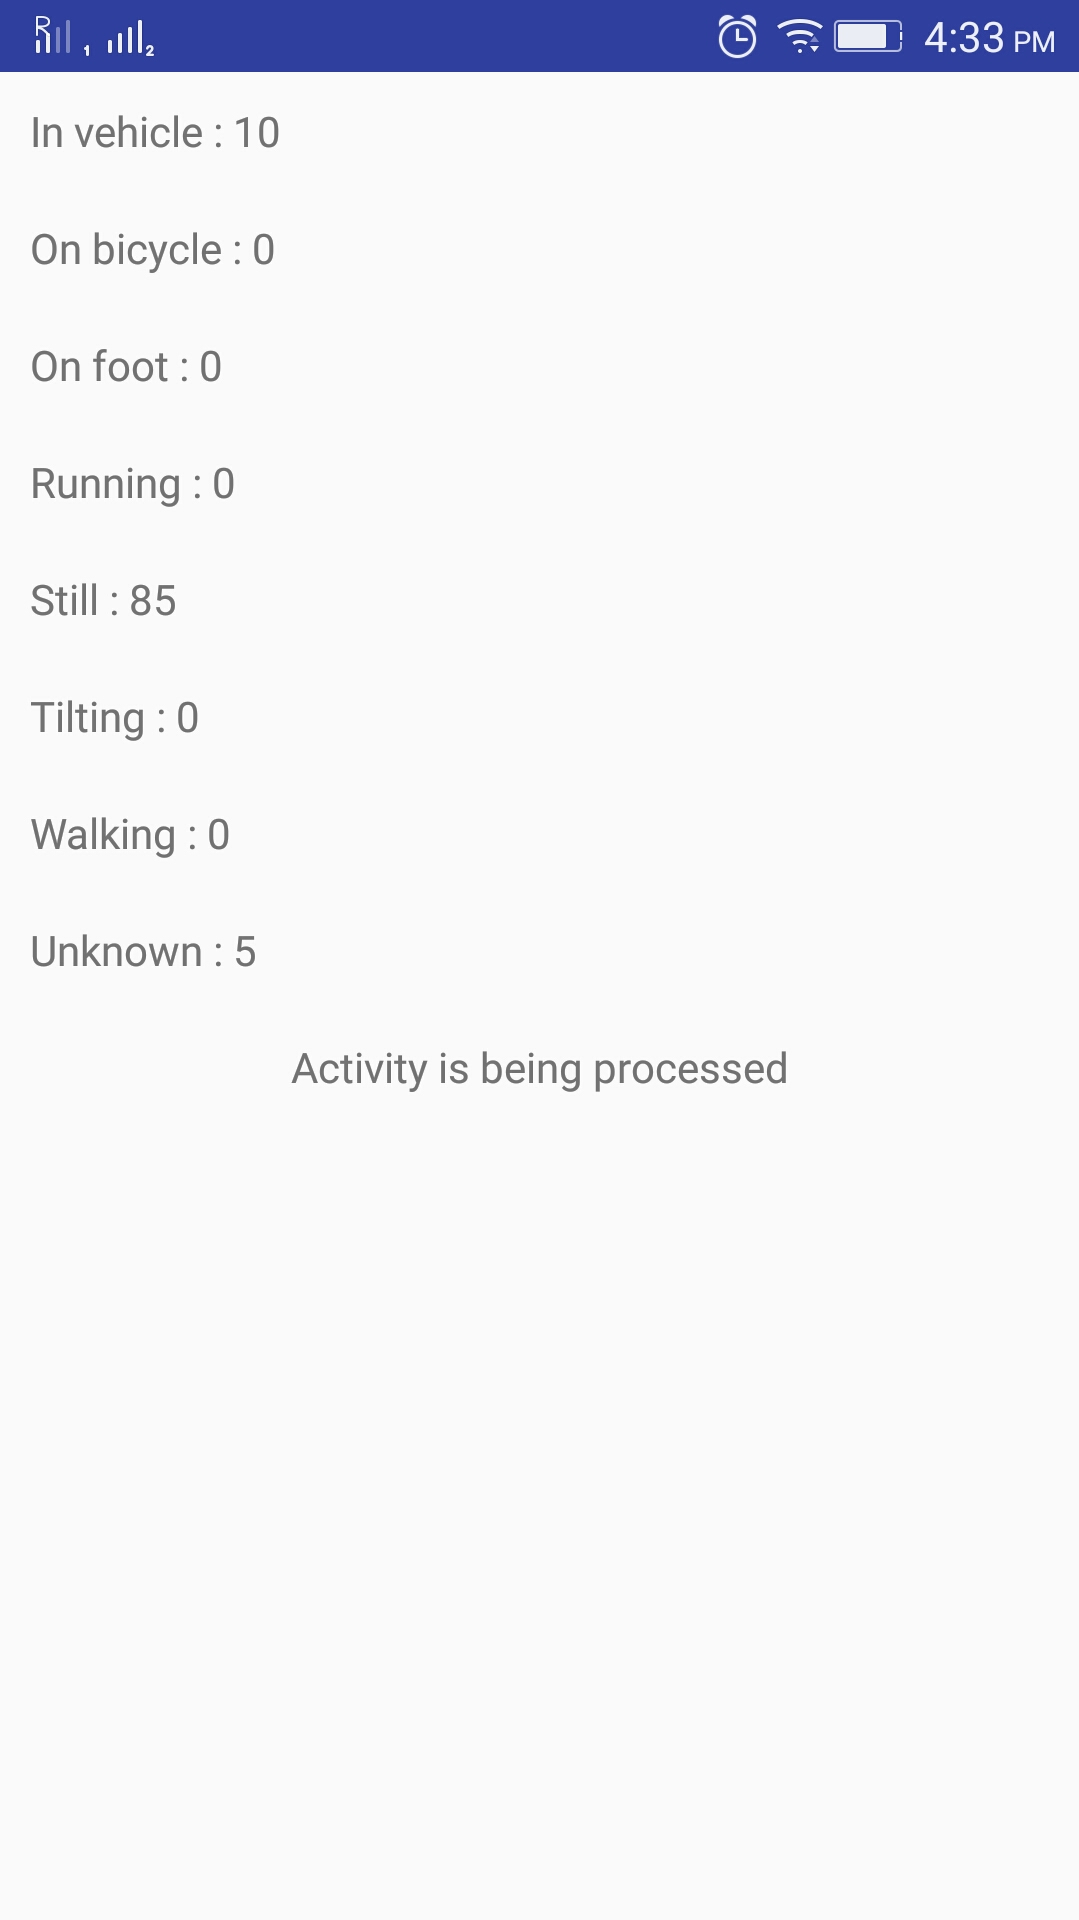 R 1 2 4:33 PM
In vehicle : 10
On bicycle : 0
On foot : 0
Running : 0
Still : 85
Tilting : 0
Walking : 0
Unknown : 5
Activity is being processed